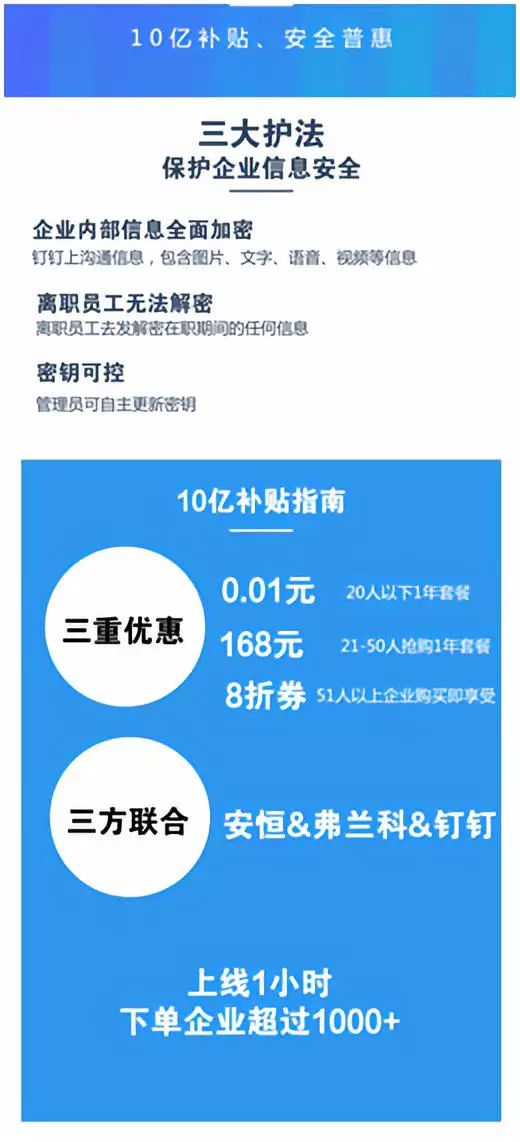 10亿补贴、安全普惠
三大护法
保护企业信息安全
企业内部信息全面加密
钉钉上沟通信息，包含图片、文字、语音、视频等信息
离职员工无法解密
离职员工去发解密在职期间的任何信息
密钥可控
管理员可自主更新密钥
10亿补贴指南
三重优惠
0.01元 20人以下1年套餐
168元 21-50人抢购1年套餐
8折券 51人以上企业购买即享受
三方联合
安恒&弗兰科&钉钉
上线1小时
下单企业超过1000+